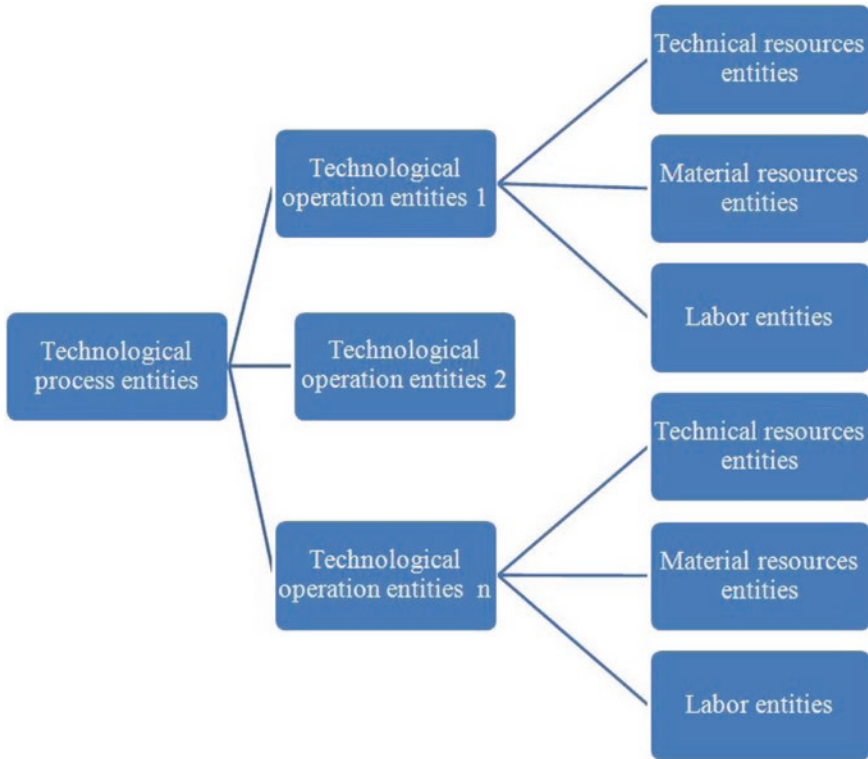 Technical resources
entities
Technological
operation entities 1
Material resources
entities
Labor entities
Technological
process entities
Technological
operation entities 2
Technical resources
entities
Technological
operation entities  n
Material resources
entities
Labor entities